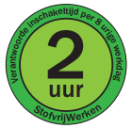 Verantwoorde inschakeltijd per 8 urige werkdag
2
uur
StofvrijWerken